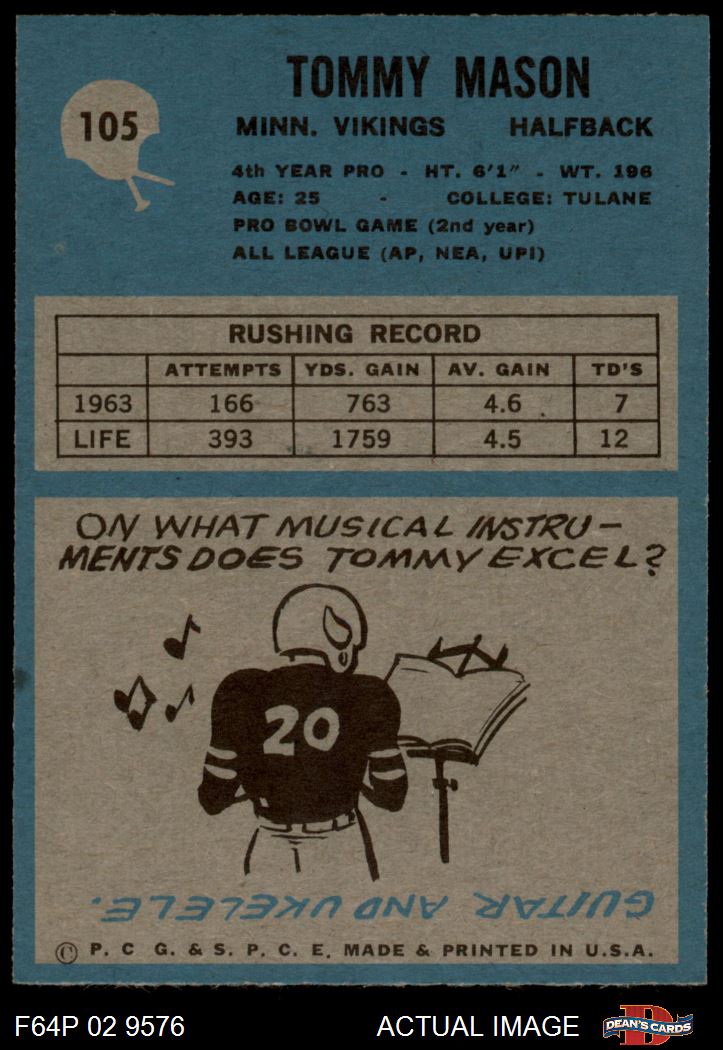 105
TOMMY MASON
MINN. VIKINGS HALFBACK
4th YEAR PRO - HT. 6'1" - WT. 196
AGE: 25 - COLLEGE: TULANE
PRO BOWL GAME (2nd year)
ALL LEAGUE (AP, NEA, UPI)
RUSHING RECORD
ATTEMPTS YDS. GAIN AV. GAIN TD'S
1963 166 763 4.6 7
LIFE 393 1759 4.5 12
ON WHAT MUSICAL INSTRU-
MENTS DOES TOMMY EXCEL?
20
GUITAR AND UKELELE.
© P. C G. & S. P. C. E. MADE & PRINTED IN U.S.A.
F64P 02 9576 ACTUAL IMAGE
D
DEAN'S CARDS